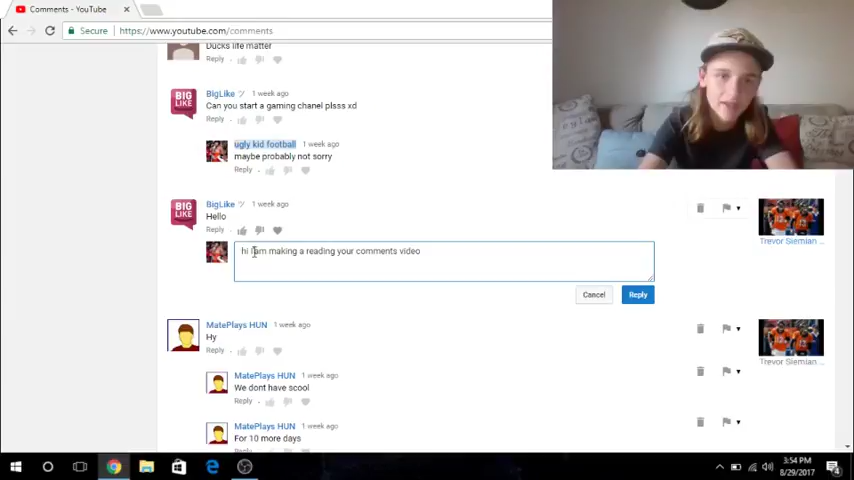 Comments - YouTube
Secure https://www.youtube.com/comments
Ducks life matter
Reply
BIG LIKE
BigLike 1 week ago
Can you start a gaming chanel plsss xd
Reply
ugly kid football 1 week ago
maybe probably not sorry
Reply
BIG LIKE
BigLike 1 week ago
Hello
Reply
hi I am making a reading your comments video
Trevor Siemian ...
Cancel Reply
MatePlays HUN 1 week ago
Hy
Reply
Trevor Siemian ...
MatePlays HUN 1 week ago
We dont have scool
Reply
MatePlays HUN 1 week ago
For 10 more days
3:54 PM
8/29/2017